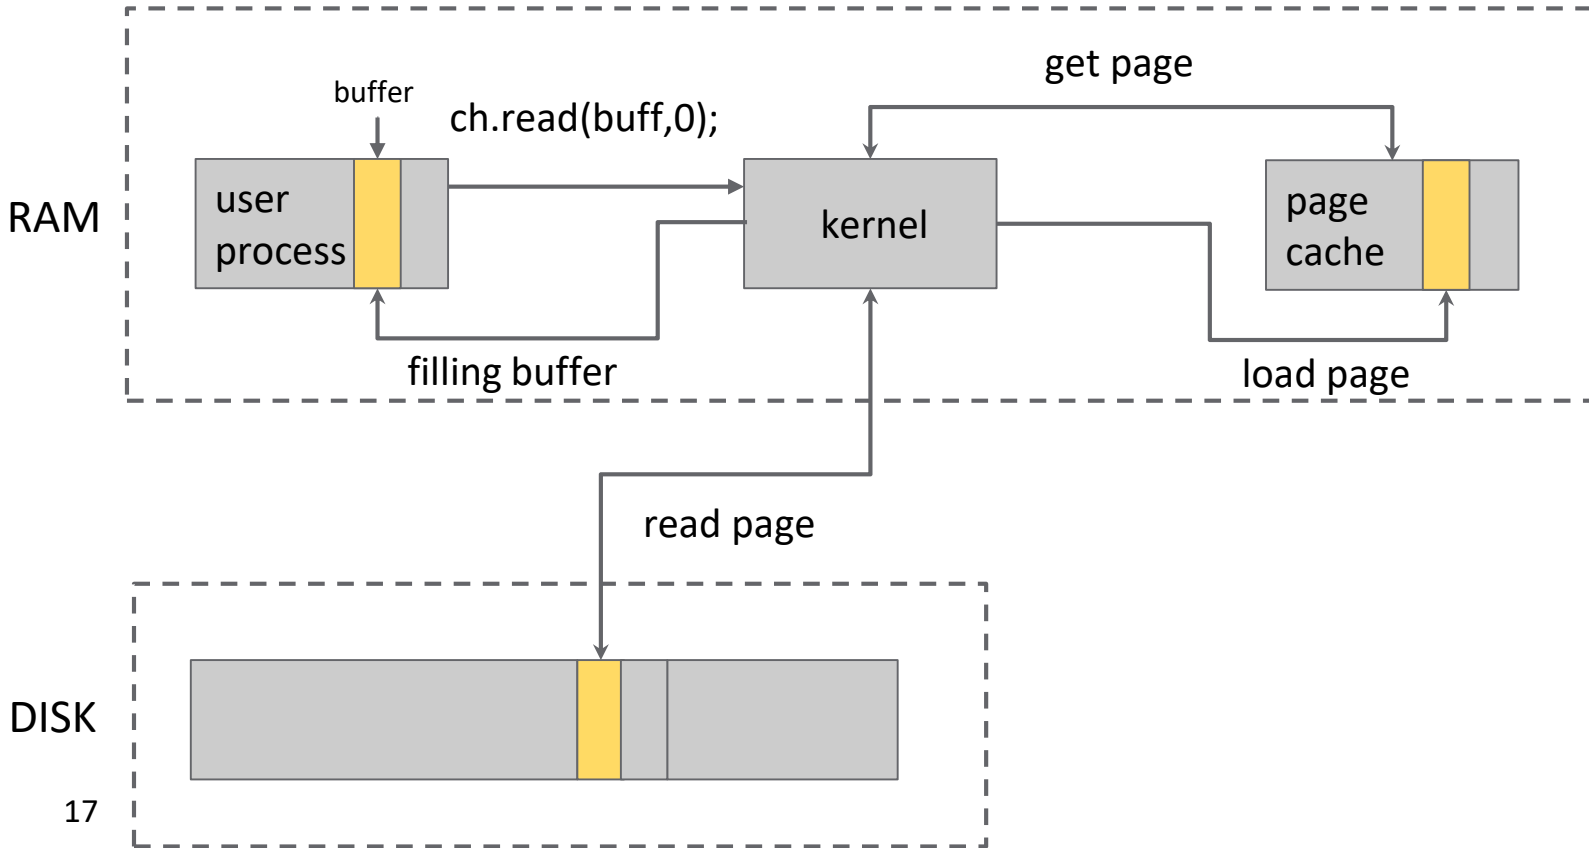 get page
buffer
ch.read(buff,0);
RAM
user
process
kernel
page
cache
filling buffer
load page
read page
DISK
17